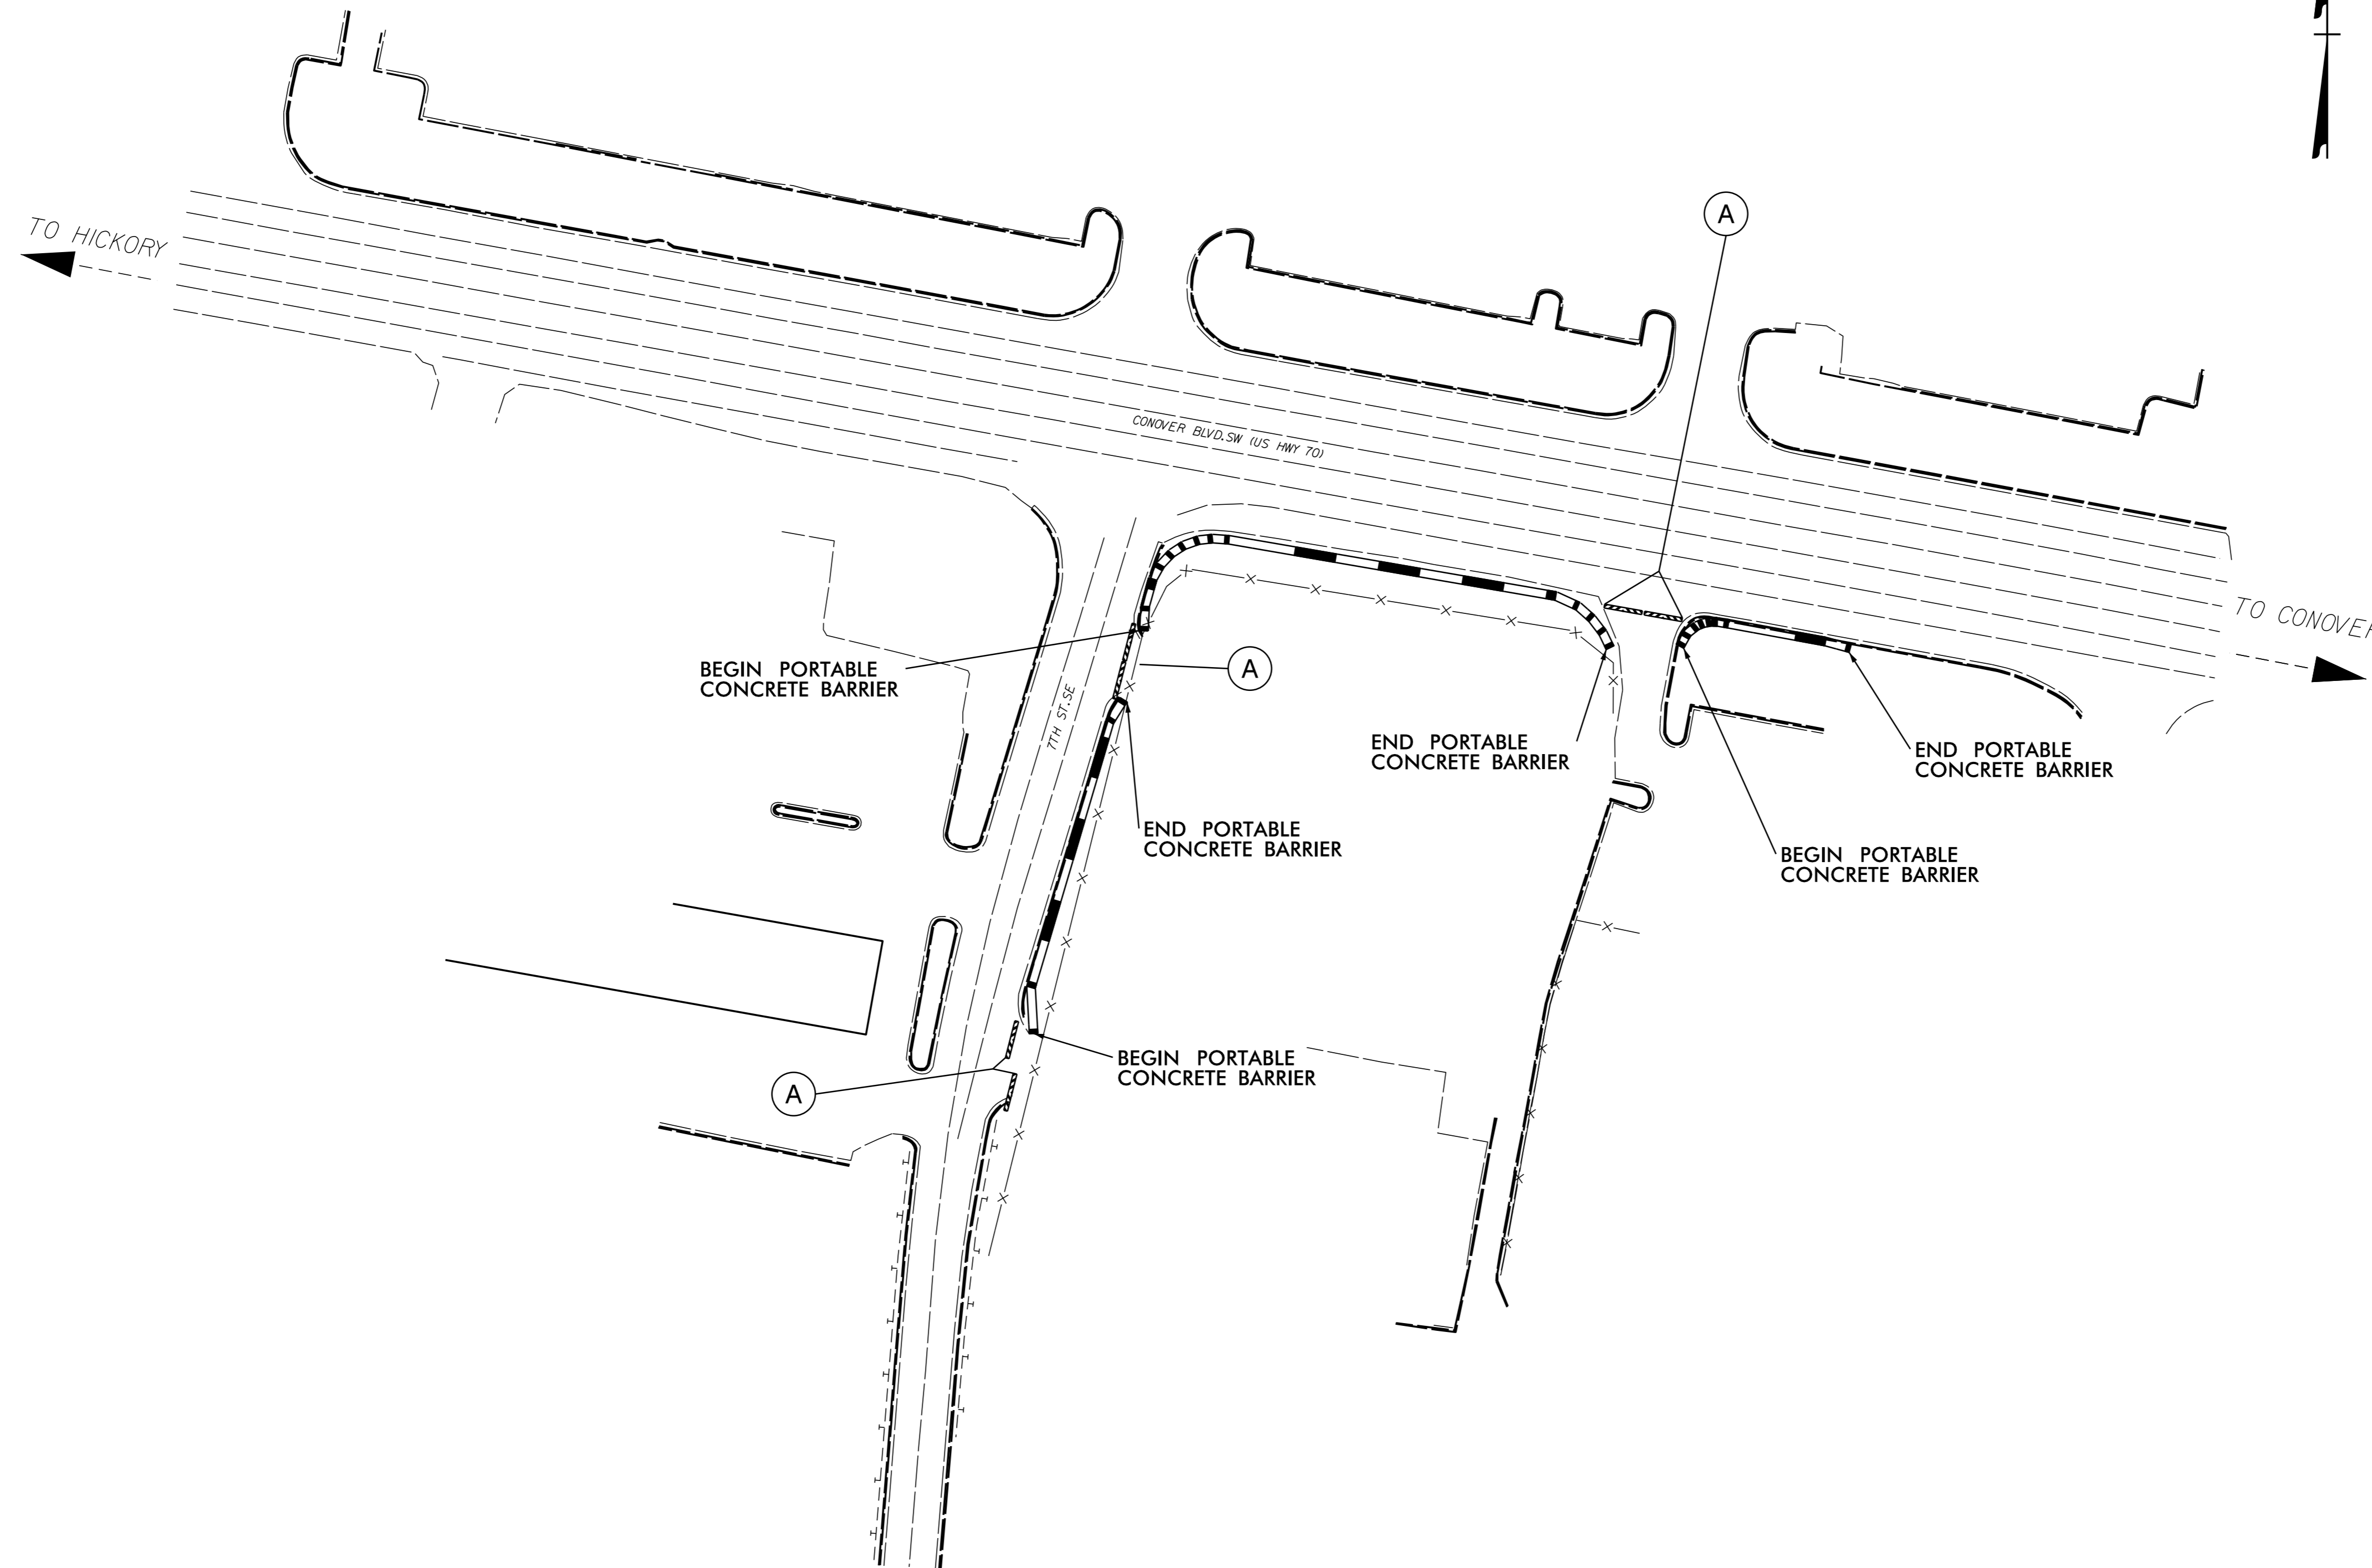 TO HICKORY
A
CONOVER BLVD.SW (US HWY 70)
TO CONOVER
BEGIN PORTABLE
CONCRETE BARRIER
A
7TH ST.SE
END PORTABLE
CONCRETE BARRIER
END PORTABLE
CONCRETE BARRIER
END PORTABLE
CONCRETE BARRIER
BEGIN PORTABLE
CONCRETE BARRIER
BEGIN PORTABLE
CONCRETE BARRIER
A